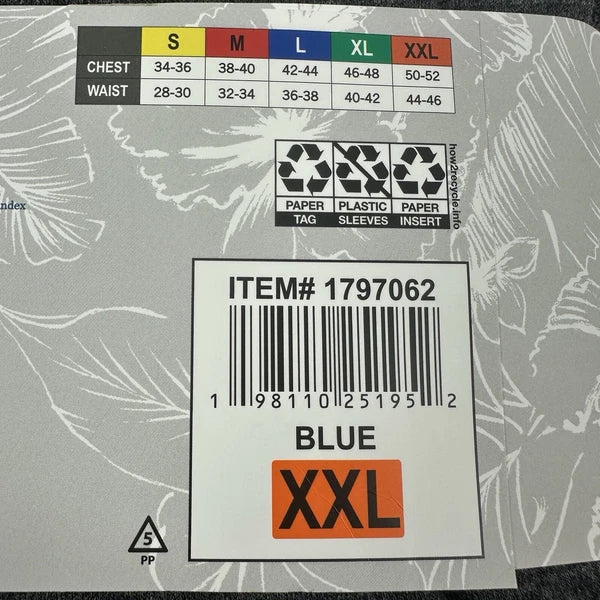 S M L XL XXL
CHEST 34-36 38-40 42-44 46-48 50-52
WAIST 28-30 32-34 36-38 40-42 44-46
PAPER PLASTIC PAPER
TAG SLEEVES INSERT
how2recycle.info
ndex
ITEM# 1797062
1 98110 25195 2
BLUE
XXL
5
PP